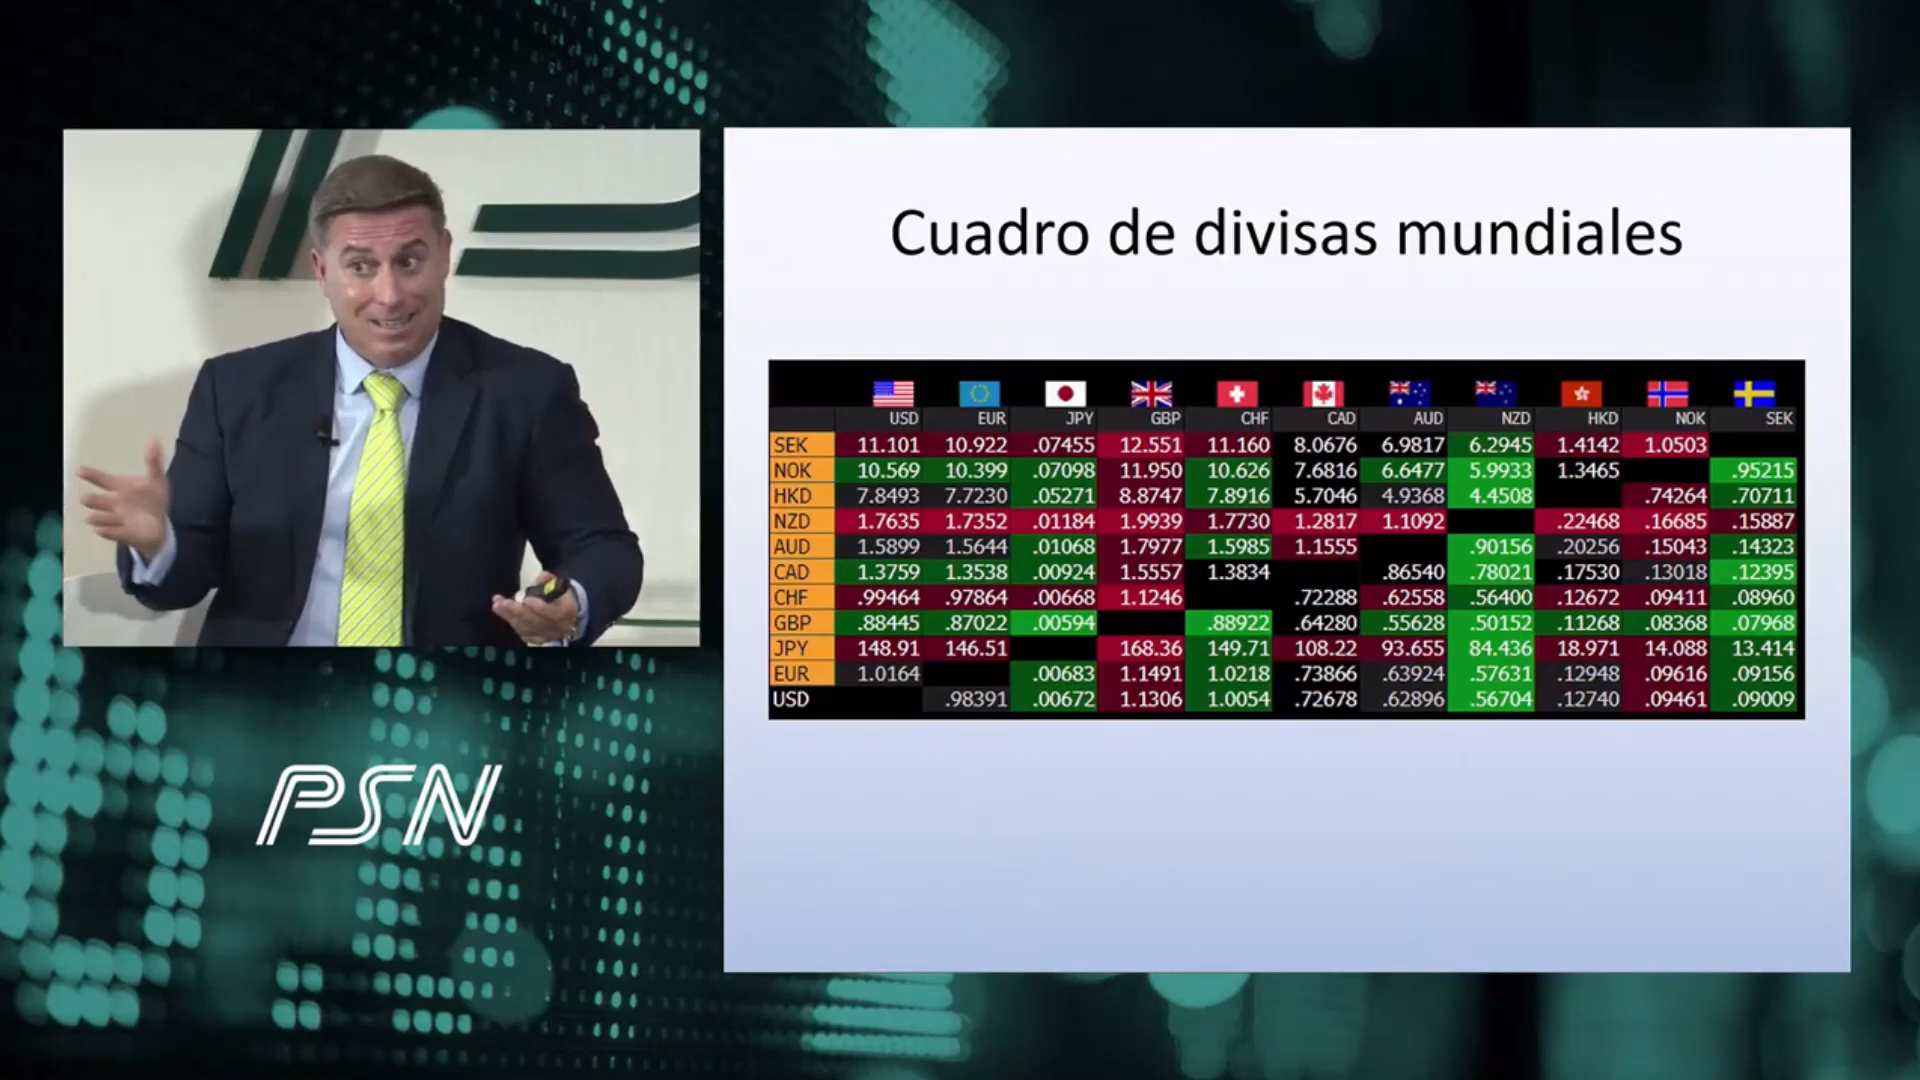 Cuadro de divisas mundiales
USD EUR JPY GBP CHF CAD AUD NZD HKD NOK SEK
SEK 11.101 10.922 .07455 12.551 11.160 8.0676 6.9817 6.2945 1.4142 1.0503
NOK 10.569 10.399 .07098 11.950 10.626 7.6816 6.6477 5.9933 1.3465 .95215
HKD 7.8493 7.7230 .05271 8.8747 7.8916 5.7046 4.9368 4.4508 .74264 .70711
NZD 1.7635 1.7352 .01184 1.9939 1.7730 1.2817 1.1092 .22468 .16685 .15887
AUD 1.5899 1.5644 .01068 1.7977 1.5985 1.1555 .90156 .20256 .15043 .14323
CAD 1.3759 1.3538 .00924 1.5557 1.3834 .86540 .78021 .17530 .13018 .12395
CHF .99464 .97864 .00668 1.1246 .72288 .62558 .56400 .12672 .09411 .08960
GBP .88445 .87022 .00594 .88922 .64280 .55628 .50152 .11268 .08368 .07968
JPY 148.91 146.51 168.36 149.71 108.22 93.655 84.436 18.971 14.088 13.414
EUR 1.0164 .00683 1.1491 1.0218 .73866 .63924 .57631 .12948 .09616 .09156
USD .98391 .00672 1.1306 1.0054 .72678 .62896 .56704 .12740 .09461 .09009
PSN